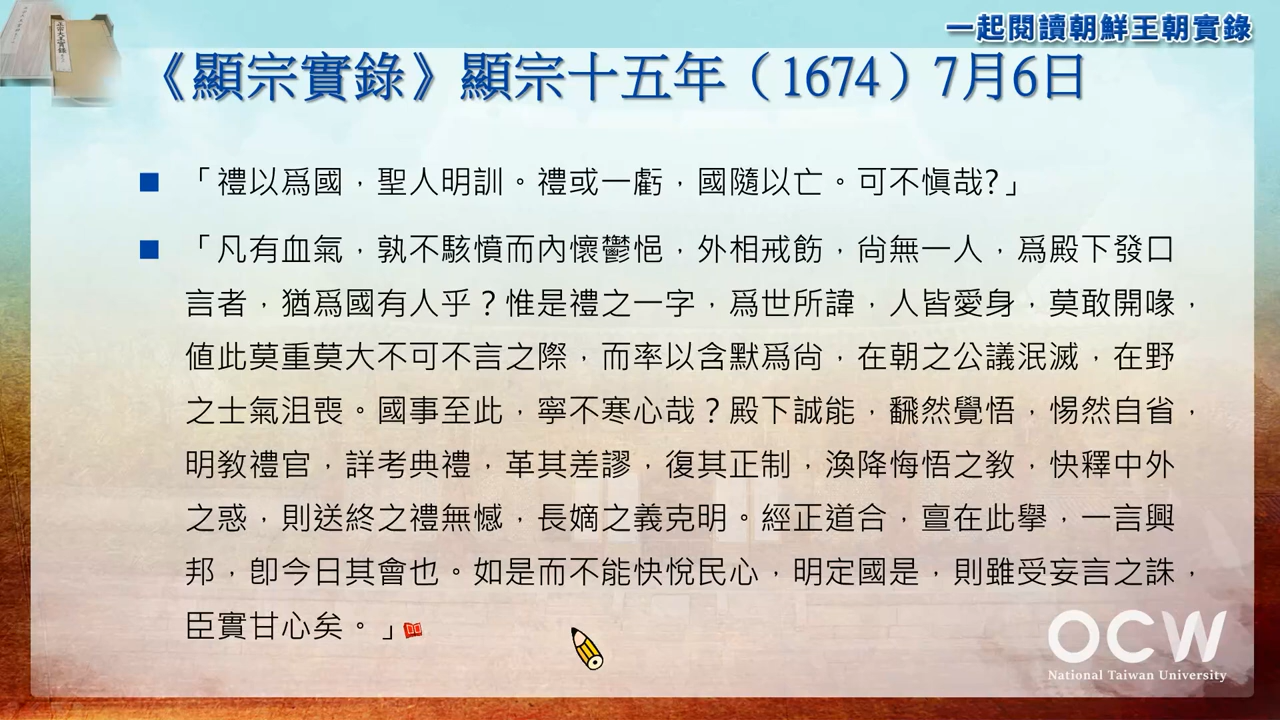 一起閱讀朝鮮王朝實錄
《顯宗實錄》顯宗十五年（1674）7月6日
「禮以爲國，聖人明訓。禮或一虧，國隨以亡。可不愼哉?」
「凡有血氣，孰不駭憤而內懷鬱悒，外相戒飭，尙無一人，爲殿下發口
言者，猶爲國有人乎？惟是禮之一字，爲世所諱，人皆愛身，莫敢開喙，
値此莫重莫大不可不言之際，而率以含默爲尙，在朝之公議泯滅，在野
之士氣沮喪。國事至此，寧不寒心哉？殿下誠能，飜然覺悟，惕然自省，
明敎禮官，詳考典禮，革其差謬，復其正制，渙降悔悟之敎，快釋中外
之惑，則送終之禮無憾，長嫡之義克明。經正道合，亶在此擧，一言興
邦，卽今日其會也。如是而不能快悅民心，明定國是，則雖受妄言之誅，
臣實甘心矣。」
OCW
National Taiwan University